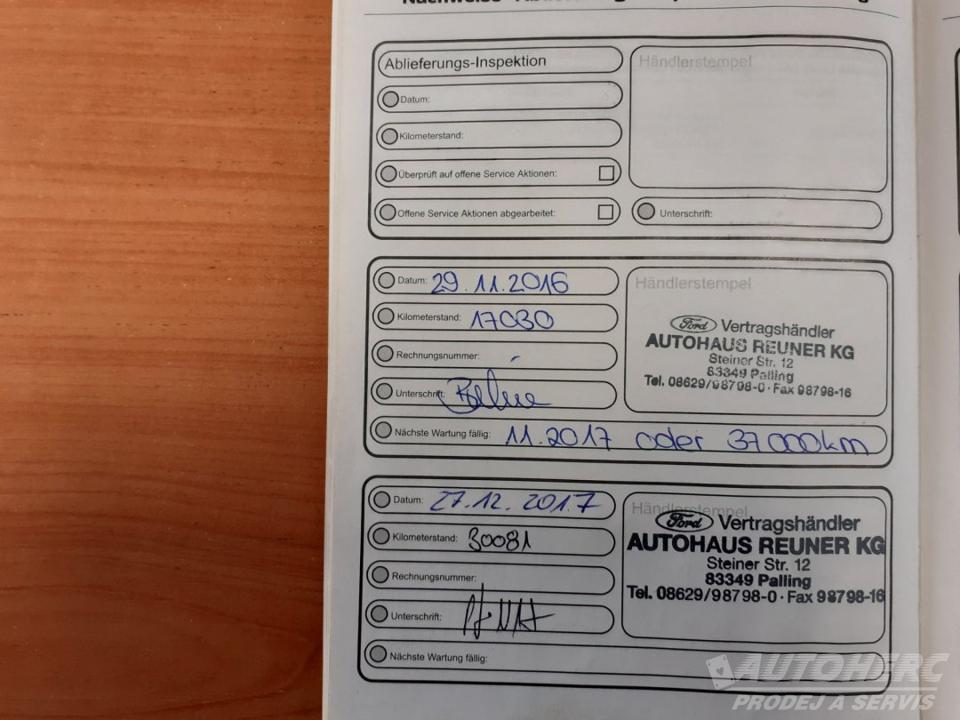 Ablieferungs-Inspektion
Händlerstempel
Datum:
Kilometerstand:
Überprüft auf offene Service Aktionen:
Offene Service Aktionen abgearbeitet:
Unterschrift:
Datum: 29.11.2016
Kilometerstand: 17030
Rechnungsnummer:
Unterschrift:
Nächste Wartung fällig: 11.2017 oder 37000km
Händlerstempel
Ford Vertragshändler
AUTOHAUS REUNER KG
Steiner Str. 12
83349 Palling
Tel. 08629/98798-0 · Fax 98798-16
Datum: 27.12.2017
Kilometerstand: 30081
Rechnungsnummer:
Unterschrift:
Nächste Wartung fällig:
Händlerstempel
Ford Vertragshändler
AUTOHAUS REUNER KG
Steiner Str. 12
83349 Palling
Tel. 08629/98798-0 · Fax 98798-16
AUTOHERC
PRODEJ A SERVIS